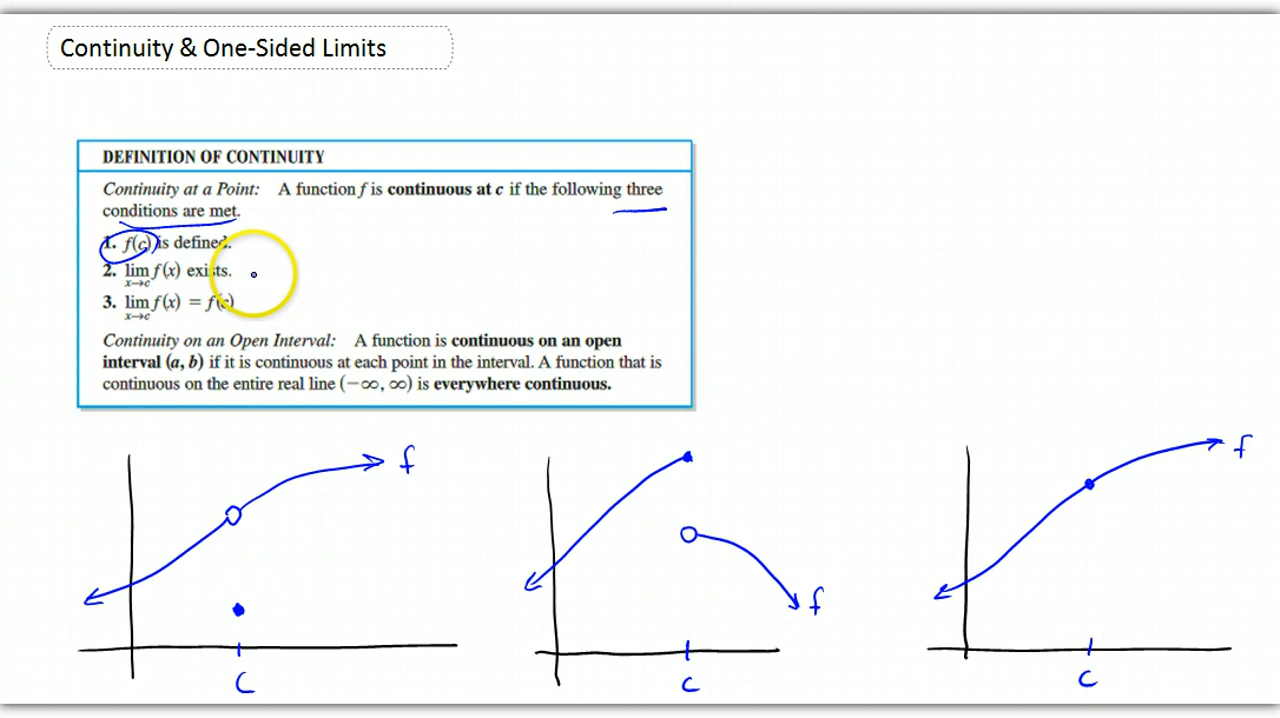 Continuity & One-Sided Limits
DEFINITION OF CONTINUITY
Continuity at a Point: A function f is continuous at c if the following three
conditions are met.
1. f(c) is defined.
2. lim f(x) exists.
x→c
3. lim f(x) = f(c)
x→c
Continuity on an Open Interval: A function is continuous on an open
interval (a, b) if it is continuous at each point in the interval. A function that is
continuous on the entire real line (−∞, ∞) is everywhere continuous.
f
c
f
c
f
c